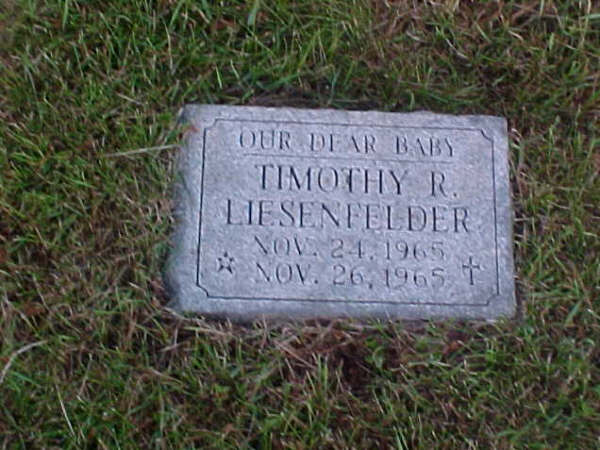 OUR DEAR BABY
TIMOTHY R.
LIESENFELDER
NOV. 24, 1965
NOV. 26, 1965